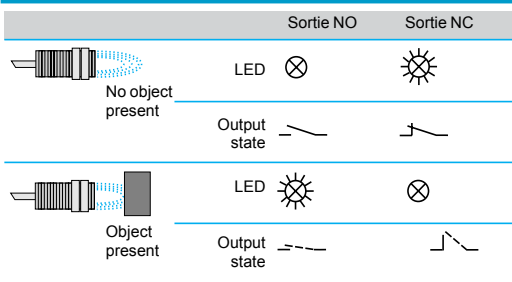 Sortie NO Sortie NC
LED
No object
present
Output
state
LED
Object
present
Output
state